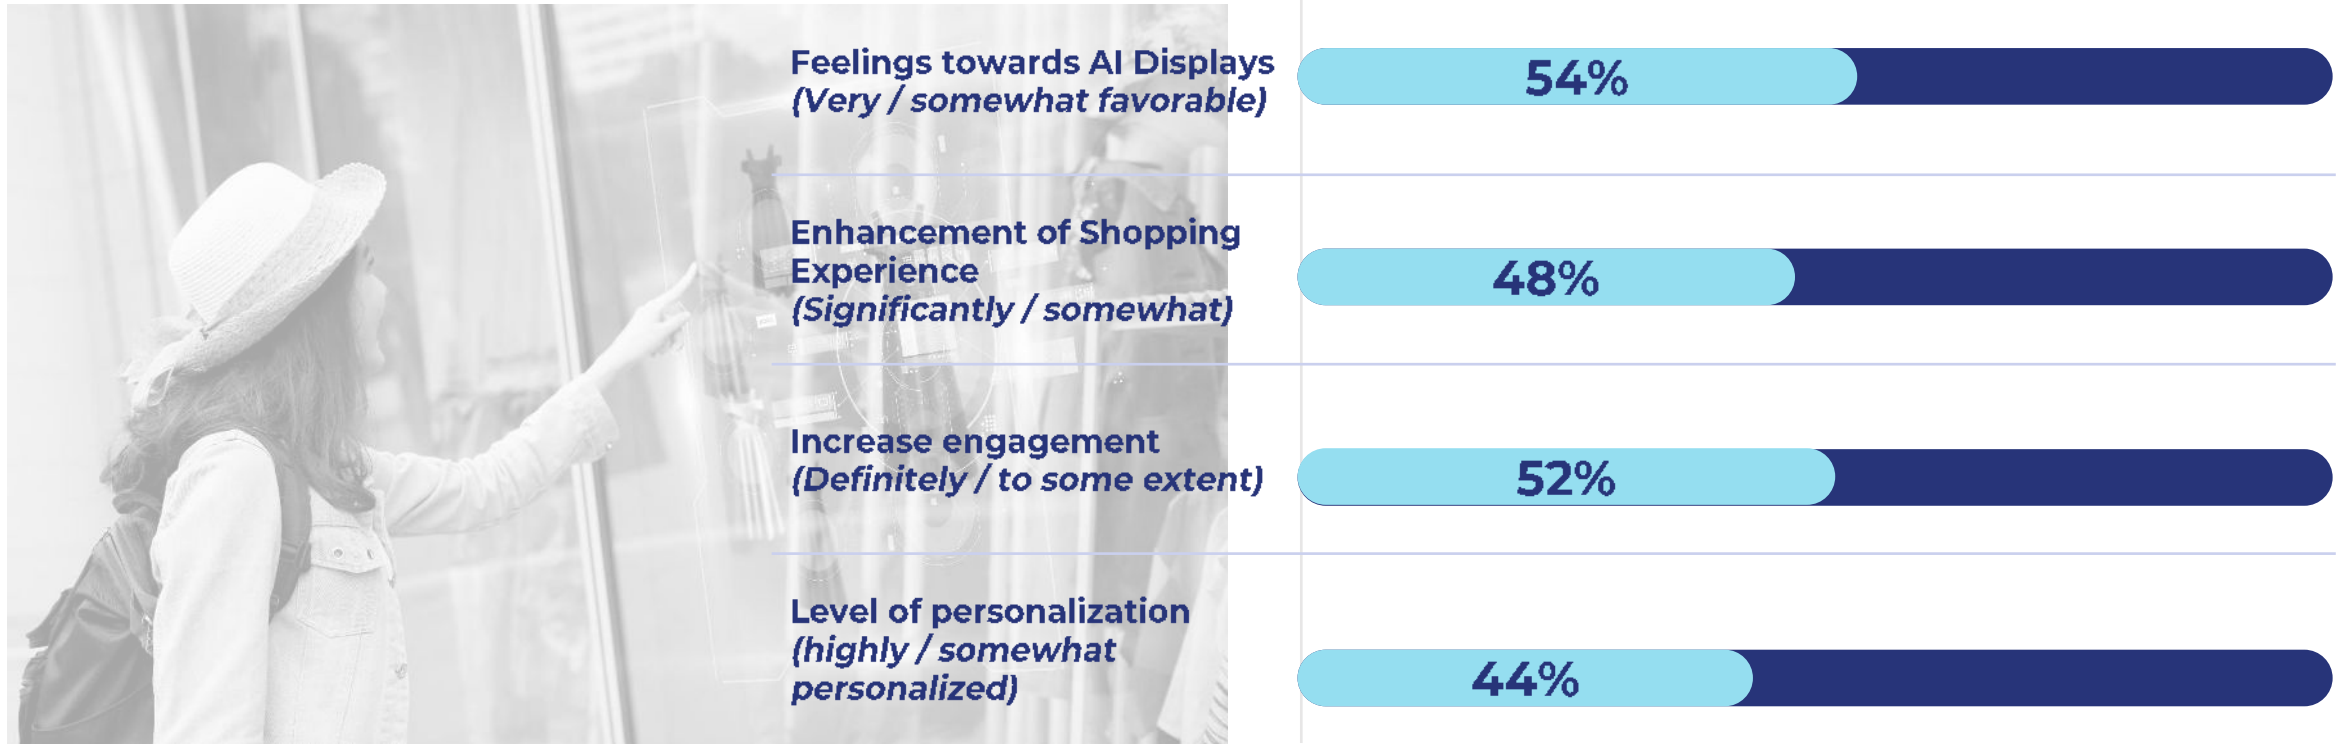 Feelings towards AI Displays
(Very / somewhat favorable)
54%
Enhancement of Shopping
Experience
(Significantly / somewhat)
48%
Increase engagement
(Definitely / to some extent)
52%
Level of personalization
(highly / somewhat
personalized)
44%